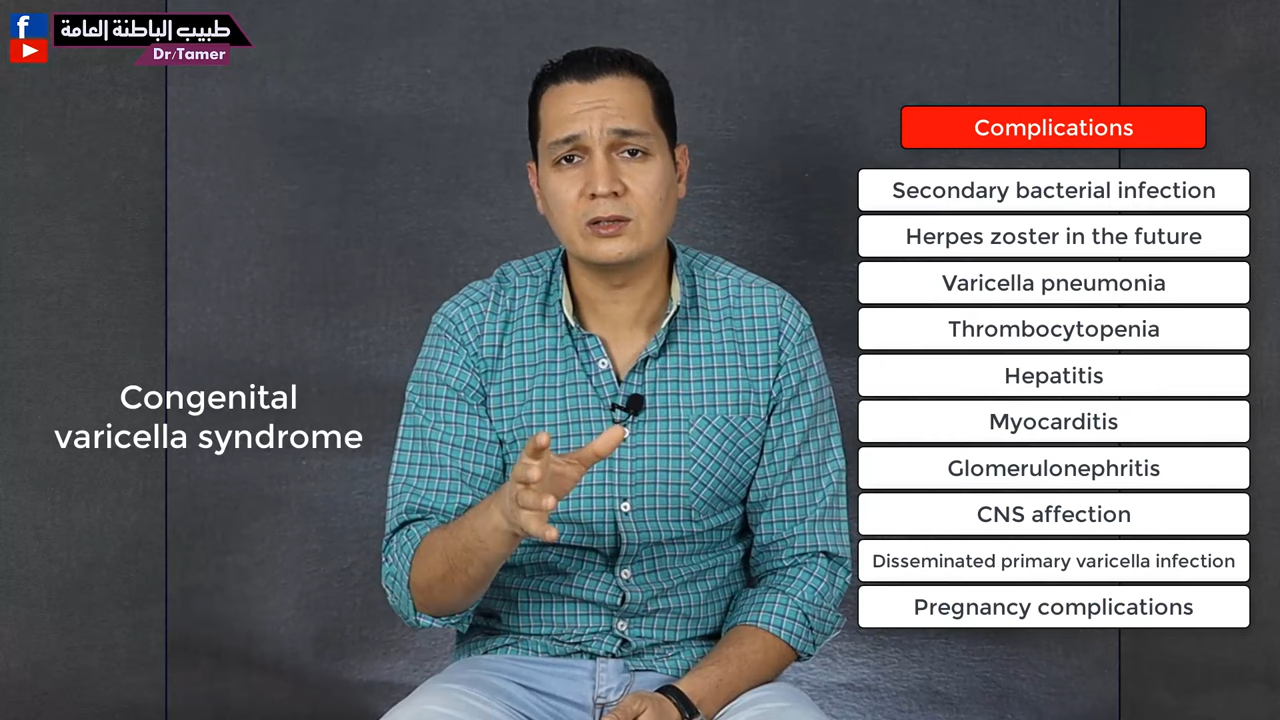 f
طبيب الباطنة العامة
Dr/Tamer
Complications
Secondary bacterial infection
Herpes zoster in the future
Varicella pneumonia
Thrombocytopenia
Hepatitis
Myocarditis
Glomerulonephritis
CNS affection
Disseminated primary varicella infection
Pregnancy complications
Congenital
varicella syndrome